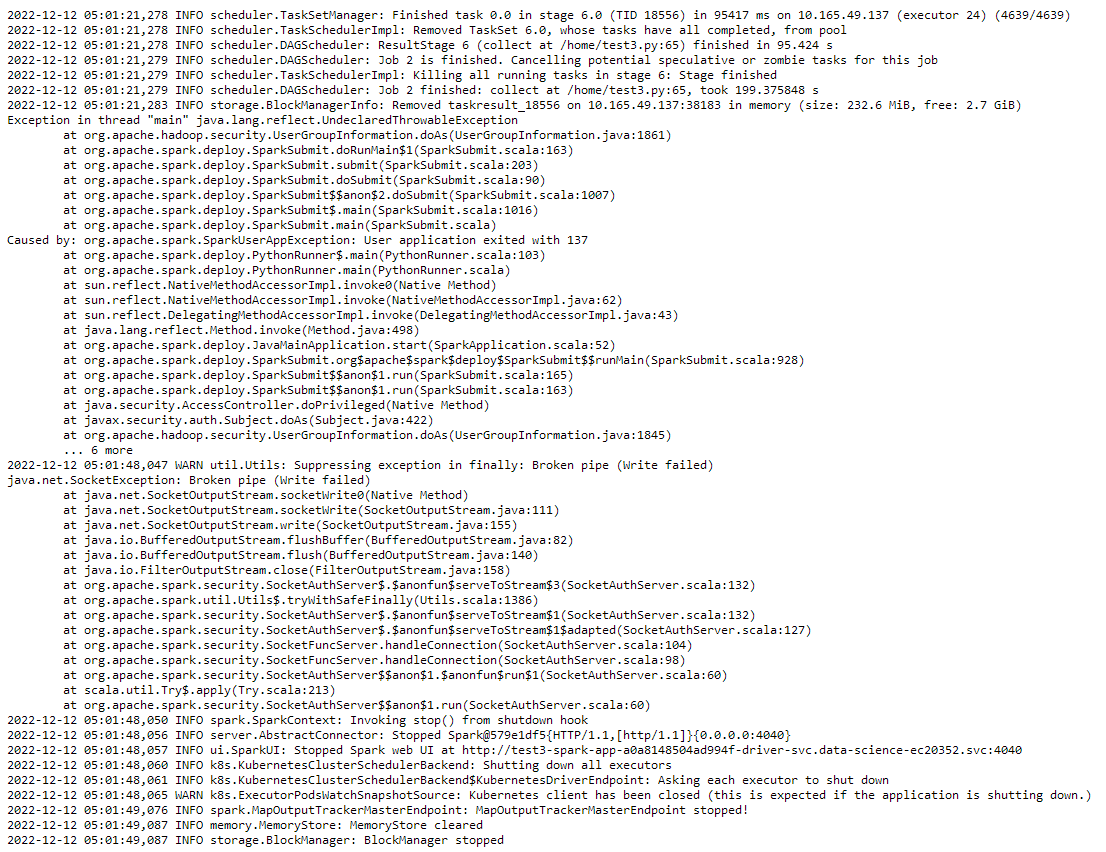 2022-12-12 05:01:21,278 INFO scheduler.TaskSetManager: Finished task 0.0 in stage 6.0 (TID 18556) in 95417 ms on 10.165.49.137 (executor 24) (4639/4639)
2022-12-12 05:01:21,278 INFO scheduler.TaskSchedulerImpl: Removed TaskSet 6.0, whose tasks have all completed, from pool
2022-12-12 05:01:21,278 INFO scheduler.DAGScheduler: ResultStage 6 (collect at /home/test3.py:65) finished in 95.424 s
2022-12-12 05:01:21,279 INFO scheduler.DAGScheduler: Job 2 is finished. Cancelling potential speculative or zombie tasks for this job
2022-12-12 05:01:21,279 INFO scheduler.TaskSchedulerImpl: Killing all running tasks in stage 6: Stage finished
2022-12-12 05:01:21,279 INFO scheduler.DAGScheduler: Job 2 finished: collect at /home/test3.py:65, took 199.375848 s
2022-12-12 05:01:21,283 INFO storage.BlockManagerInfo: Removed taskresult_18556 on 10.165.49.137:38183 in memory (size: 232.6 MiB, free: 2.7 GiB)
Exception in thread "main" java.lang.reflect.UndeclaredThrowableException
at org.apache.hadoop.security.UserGroupInformation.doAs(UserGroupInformation.java:1861)
at org.apache.spark.deploy.SparkSubmit.doRunMain$1(SparkSubmit.scala:163)
at org.apache.spark.deploy.SparkSubmit.submit(SparkSubmit.scala:203)
at org.apache.spark.deploy.SparkSubmit.doSubmit(SparkSubmit.scala:90)
at org.apache.spark.deploy.SparkSubmit$$anon$2.doSubmit(SparkSubmit.scala:1007)
at org.apache.spark.deploy.SparkSubmit$.main(SparkSubmit.scala:1016)
at org.apache.spark.deploy.SparkSubmit.main(SparkSubmit.scala)
Caused by: org.apache.spark.SparkUserAppException: User application exited with 137
at org.apache.spark.deploy.PythonRunner$.main(PythonRunner.scala:103)
at org.apache.spark.deploy.PythonRunner.main(PythonRunner.scala)
at sun.reflect.NativeMethodAccessorImpl.invoke0(Native Method)
at sun.reflect.NativeMethodAccessorImpl.invoke(NativeMethodAccessorImpl.java:62)
at sun.reflect.DelegatingMethodAccessorImpl.invoke(DelegatingMethodAccessorImpl.java:43)
at java.lang.reflect.Method.invoke(Method.java:498)
at org.apache.spark.deploy.JavaMainApplication.start(SparkApplication.scala:52)
at org.apache.spark.deploy.SparkSubmit.org$apache$spark$deploy$SparkSubmit$$runMain(SparkSubmit.scala:928)
at org.apache.spark.deploy.SparkSubmit$$anon$1.run(SparkSubmit.scala:165)
at org.apache.spark.deploy.SparkSubmit$$anon$1.run(SparkSubmit.scala:163)
at java.security.AccessController.doPrivileged(Native Method)
at javax.security.auth.Subject.doAs(Subject.java:422)
at org.apache.hadoop.security.UserGroupInformation.doAs(UserGroupInformation.java:1845)
... 6 more
2022-12-12 05:01:48,047 WARN util.Utils: Suppressing exception in finally: Broken pipe (Write failed)
java.net.SocketException: Broken pipe (Write failed)
at java.net.SocketOutputStream.socketWrite0(Native Method)
at java.net.SocketOutputStream.socketWrite(SocketOutputStream.java:111)
at java.net.SocketOutputStream.write(SocketOutputStream.java:155)
at java.io.BufferedOutputStream.flushBuffer(BufferedOutputStream.java:82)
at java.io.BufferedOutputStream.flush(BufferedOutputStream.java:140)
at java.io.FilterOutputStream.close(FilterOutputStream.java:158)
at org.apache.spark.security.SocketAuthServer$.$anonfun$serveToStream$3(SocketAuthServer.scala:132)
at org.apache.spark.util.Utils$.tryWithSafeFinally(Utils.scala:1386)
at org.apache.spark.security.SocketAuthServer$.$anonfun$serveToStream$1(SocketAuthServer.scala:132)
at org.apache.spark.security.SocketAuthServer$.$anonfun$serveToStream$1$adapted(SocketAuthServer.scala:127)
at org.apache.spark.security.SocketFuncServer.handleConnection(SocketAuthServer.scala:104)
at org.apache.spark.security.SocketFuncServer.handleConnection(SocketAuthServer.scala:98)
at org.apache.spark.security.SocketAuthServer$$anon$1.$anonfun$run$1(SocketAuthServer.scala:60)
at scala.util.Try$.apply(Try.scala:213)
at org.apache.spark.security.SocketAuthServer$$anon$1.run(SocketAuthServer.scala:60)
2022-12-12 05:01:48,050 INFO spark.SparkContext: Invoking stop() from shutdown hook
2022-12-12 05:01:48,056 INFO server.AbstractConnector: Stopped Spark@579e1df5{HTTP/1.1,[http/1.1]}{0.0.0.0:4040}
2022-12-12 05:01:48,057 INFO ui.SparkUI: Stopped Spark web UI at http://test3-spark-app-a0a8148504ad994f-driver-svc.data-science-ec20352.svc:4040
2022-12-12 05:01:48,060 INFO k8s.KubernetesClusterSchedulerBackend: Shutting down all executors
2022-12-12 05:01:48,061 INFO k8s.KubernetesClusterSchedulerBackend$KubernetesDriverEndpoint: Asking each executor to shut down
2022-12-12 05:01:48,065 WARN k8s.ExecutorPodsWatchSnapshotSource: Kubernetes client has been closed (this is expected if the application is shutting down.)
2022-12-12 05:01:49,076 INFO spark.MapOutputTrackerMasterEndpoint: MapOutputTrackerMasterEndpoint stopped!
2022-12-12 05:01:49,087 INFO memory.MemoryStore: MemoryStore cleared
2022-12-12 05:01:49,087 INFO storage.BlockManager: BlockManager stopped